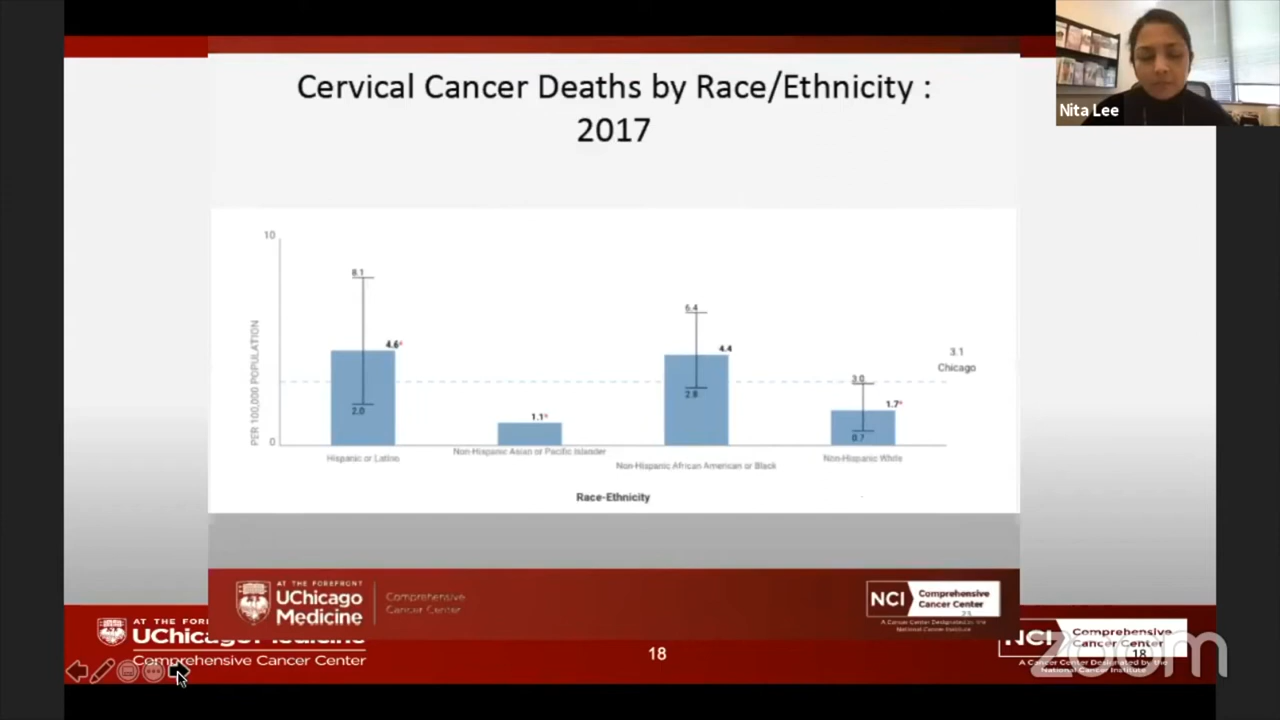 Cervical Cancer Deaths by Race/Ethnicity :
2017
Nita Lee
10
8.1
6.4
PER 100,000 POPULATION
4.6*
4.4
3.1
Chicago
3.0
2.0
1.1*
2.8
1.7*
0.7
0
Hispanic or Latino
Non-Hispanic Asian or Pacific Islander
Non-Hispanic African American or Black
Non-Hispanic White
Race-Ethnicity
AT THE FOREFRONT
UChicago
Medicine
Comprehensive
Cancer Center
NCI
Comprehensive
Cancer Center
23
A Cancer Center Designated by the
National Cancer Institute
AT THE FORE
UChicago Medicine
Comprehensive Cancer Center
18
NCI
Comprehensive
Cancer Center
18
A Cancer Center Designated by the
National Cancer Institute
zoom